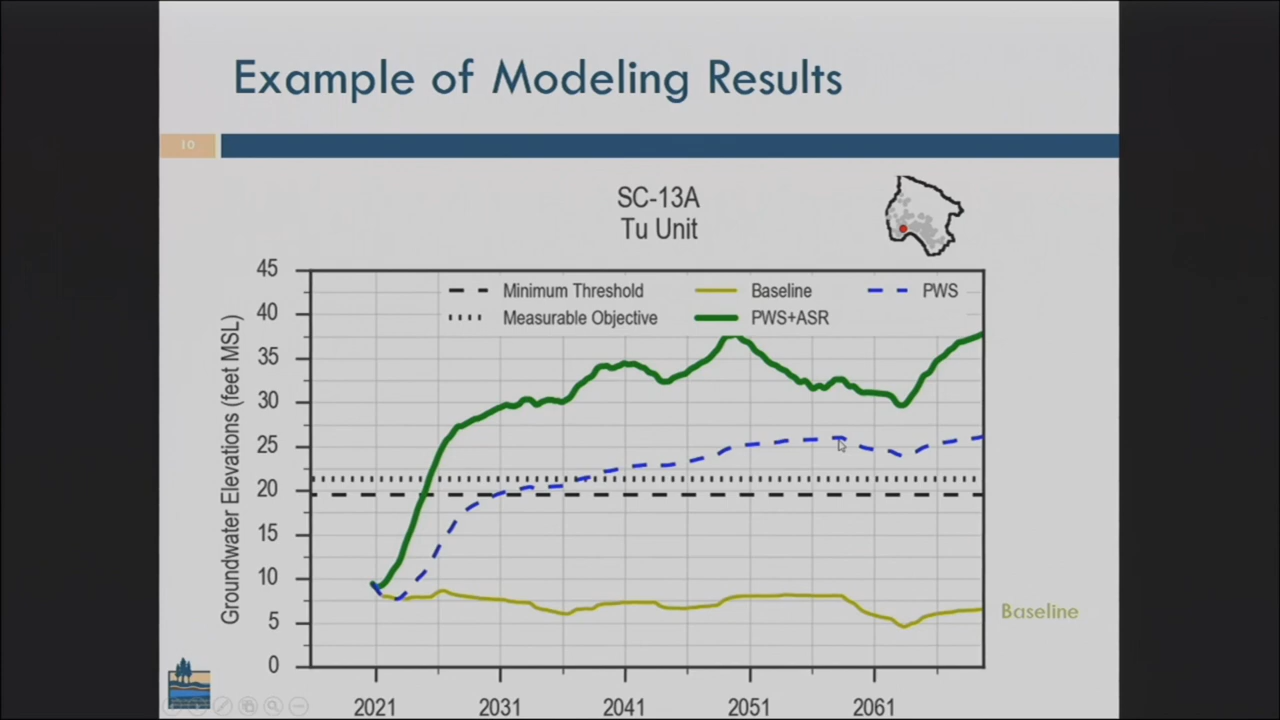 Example of Modeling Results
10
SC-13A
Tu Unit
Minimum Threshold
Baseline
PWS
Measurable Objective
PWS+ASR
Groundwater Elevations (feet MSL)
45
40
35
30
25
20
15
10
5
0
Baseline
2021
2031
2041
2051
2061